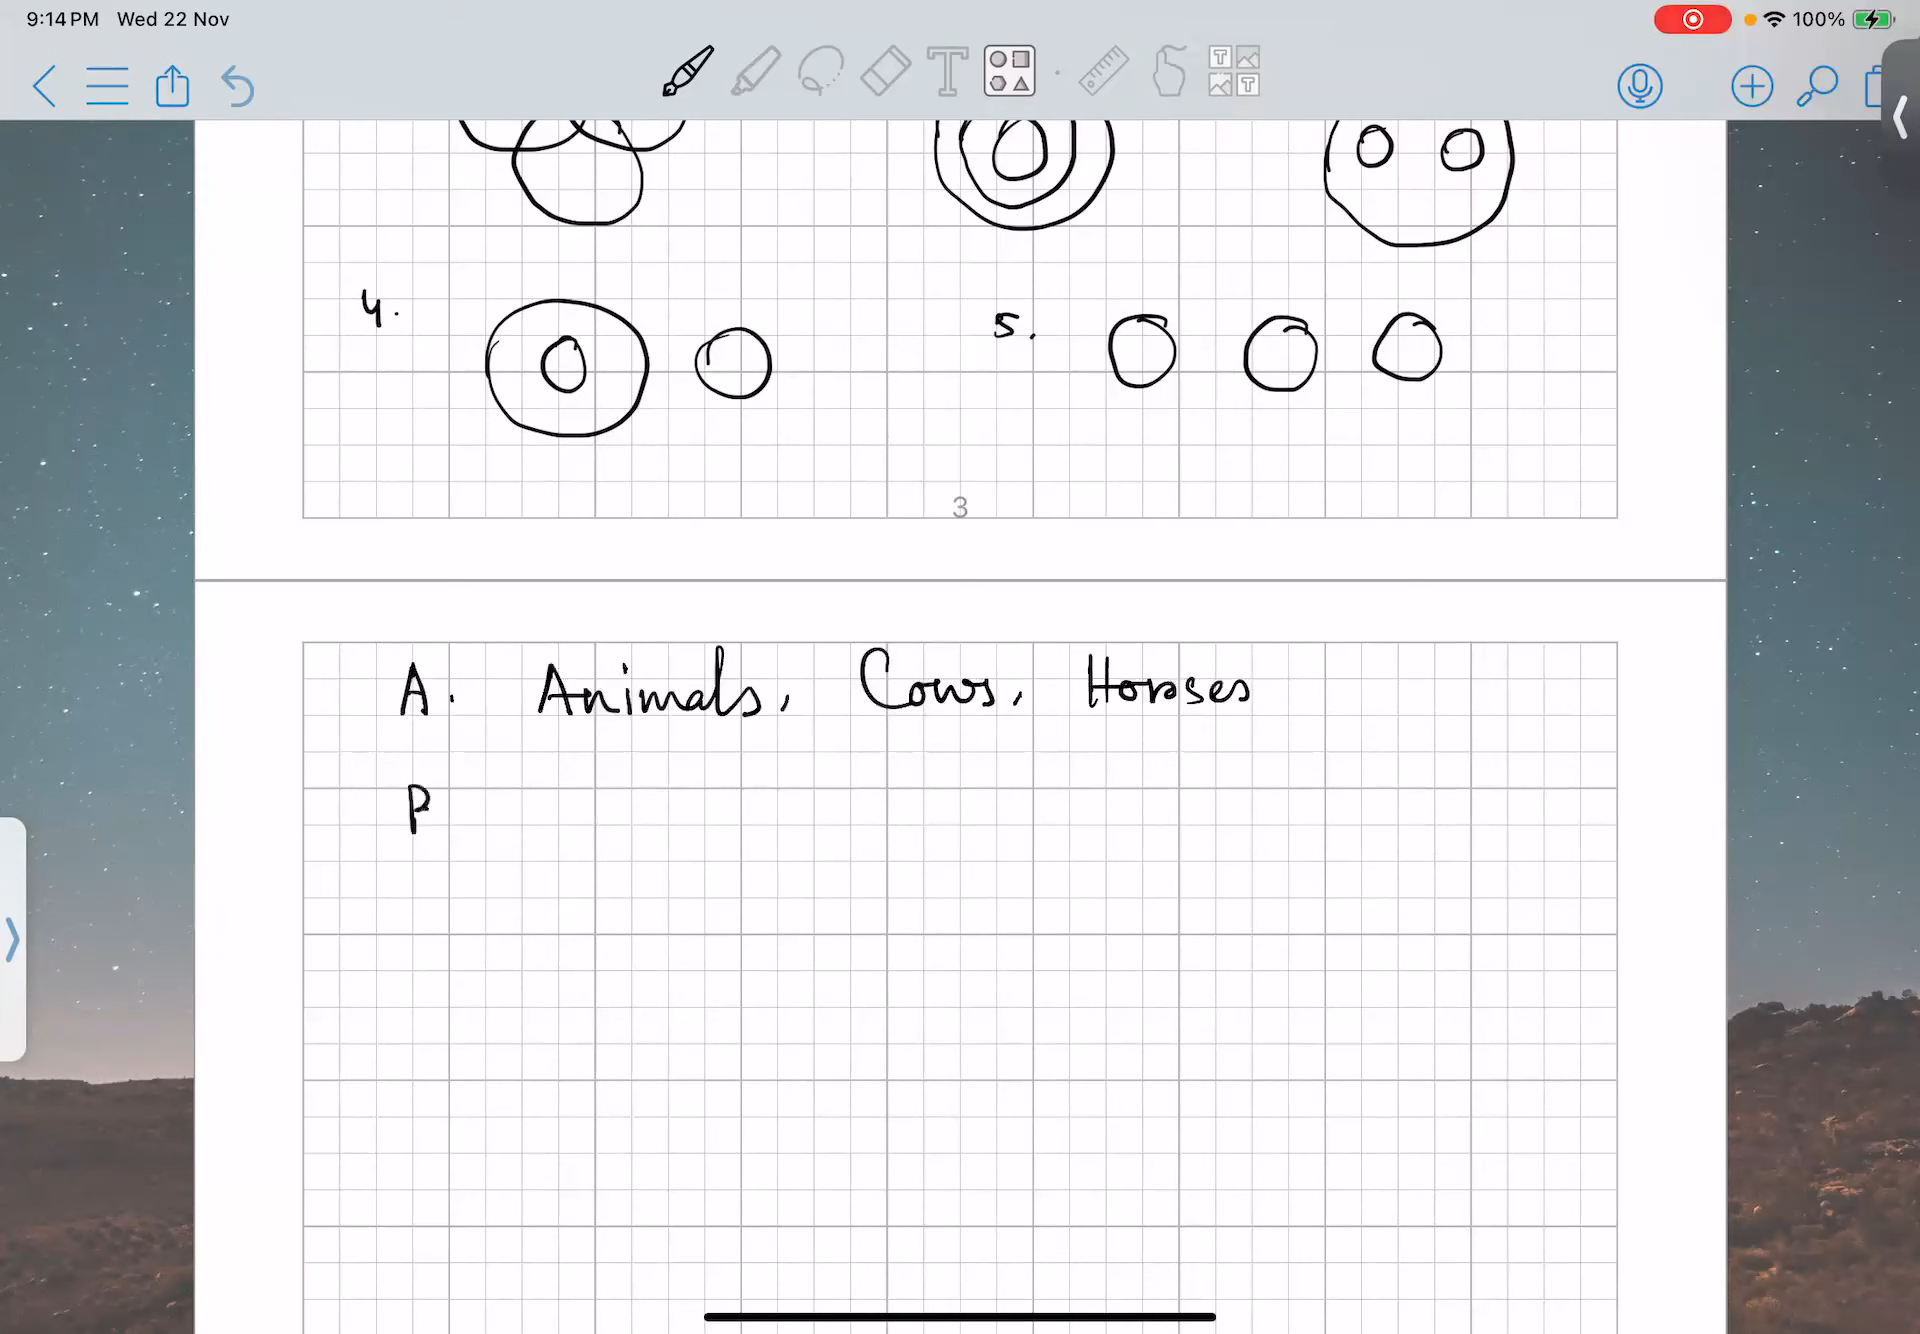 9:14 PM Wed 22 Nov 100%
4.
5.
3
A. Animals, Cows, Horses
P